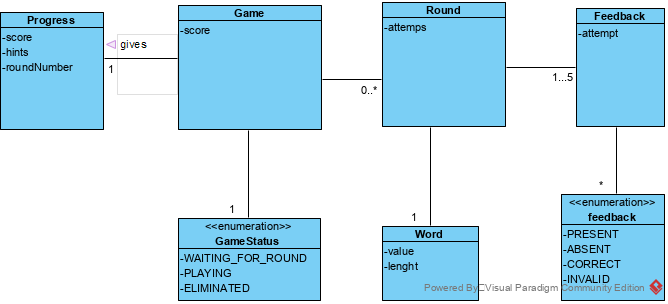 Progress
-score
-hints
-roundNumber
gives
1
Game
-score
0..*
Round
-attemps
1...5
Feedback
-attempt
1
<<enumeration>>
GameStatus
-WAITING_FOR_ROUND
-PLAYING
-ELIMINATED
1
Word
-value
-lenght
*
<<enumeration>>
feedback
-PRESENT
-ABSENT
-CORRECT
-INVALID
Powered By Visual Paradigm Community Edition